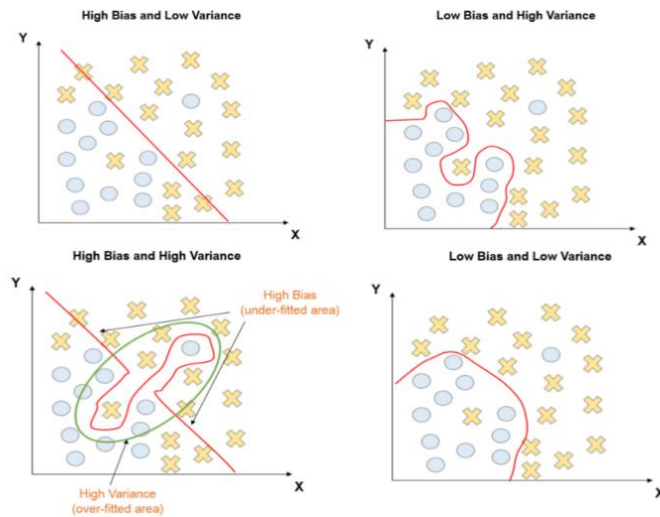 High Bias and Low Variance
Y
X
Low Bias and High Variance
Y
X
High Bias and High Variance
Y
High Bias
(under-fitted area)
X
High Variance
(over-fitted area)
Low Bias and Low Variance
Y
X